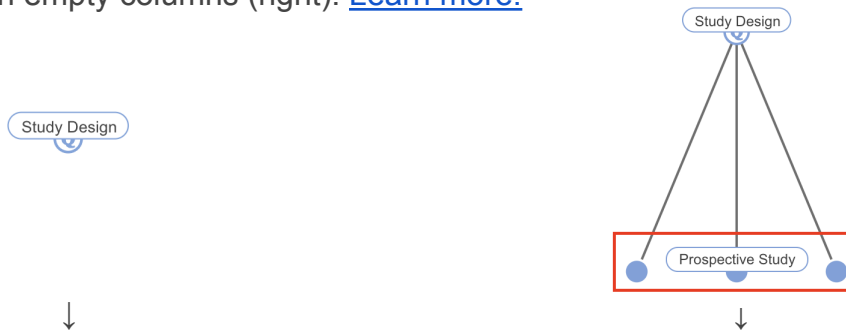 empty columns (right). Learn more.
Study Design
Study Design
Prospective Study
↓ ↓